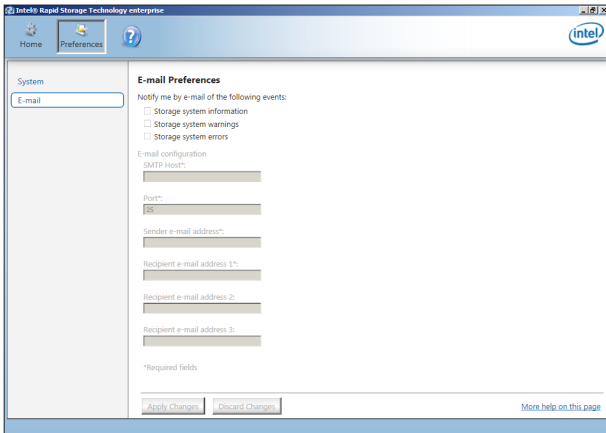 Intel® Rapid Storage Technology enterprise
Home
Preferences
?
intel
System
E-mail
E-mail Preferences
Notify me by e-mail of the following events:
Storage system information
Storage system warnings
Storage system errors
E-mail configuration
SMTP Host*:
Port*:
25
Sender e-mail address*:
Recipient e-mail address 1*:
Recipient e-mail address 2:
Recipient e-mail address 3:
*Required fields
Apply Changes
Discard Changes
More help on this page